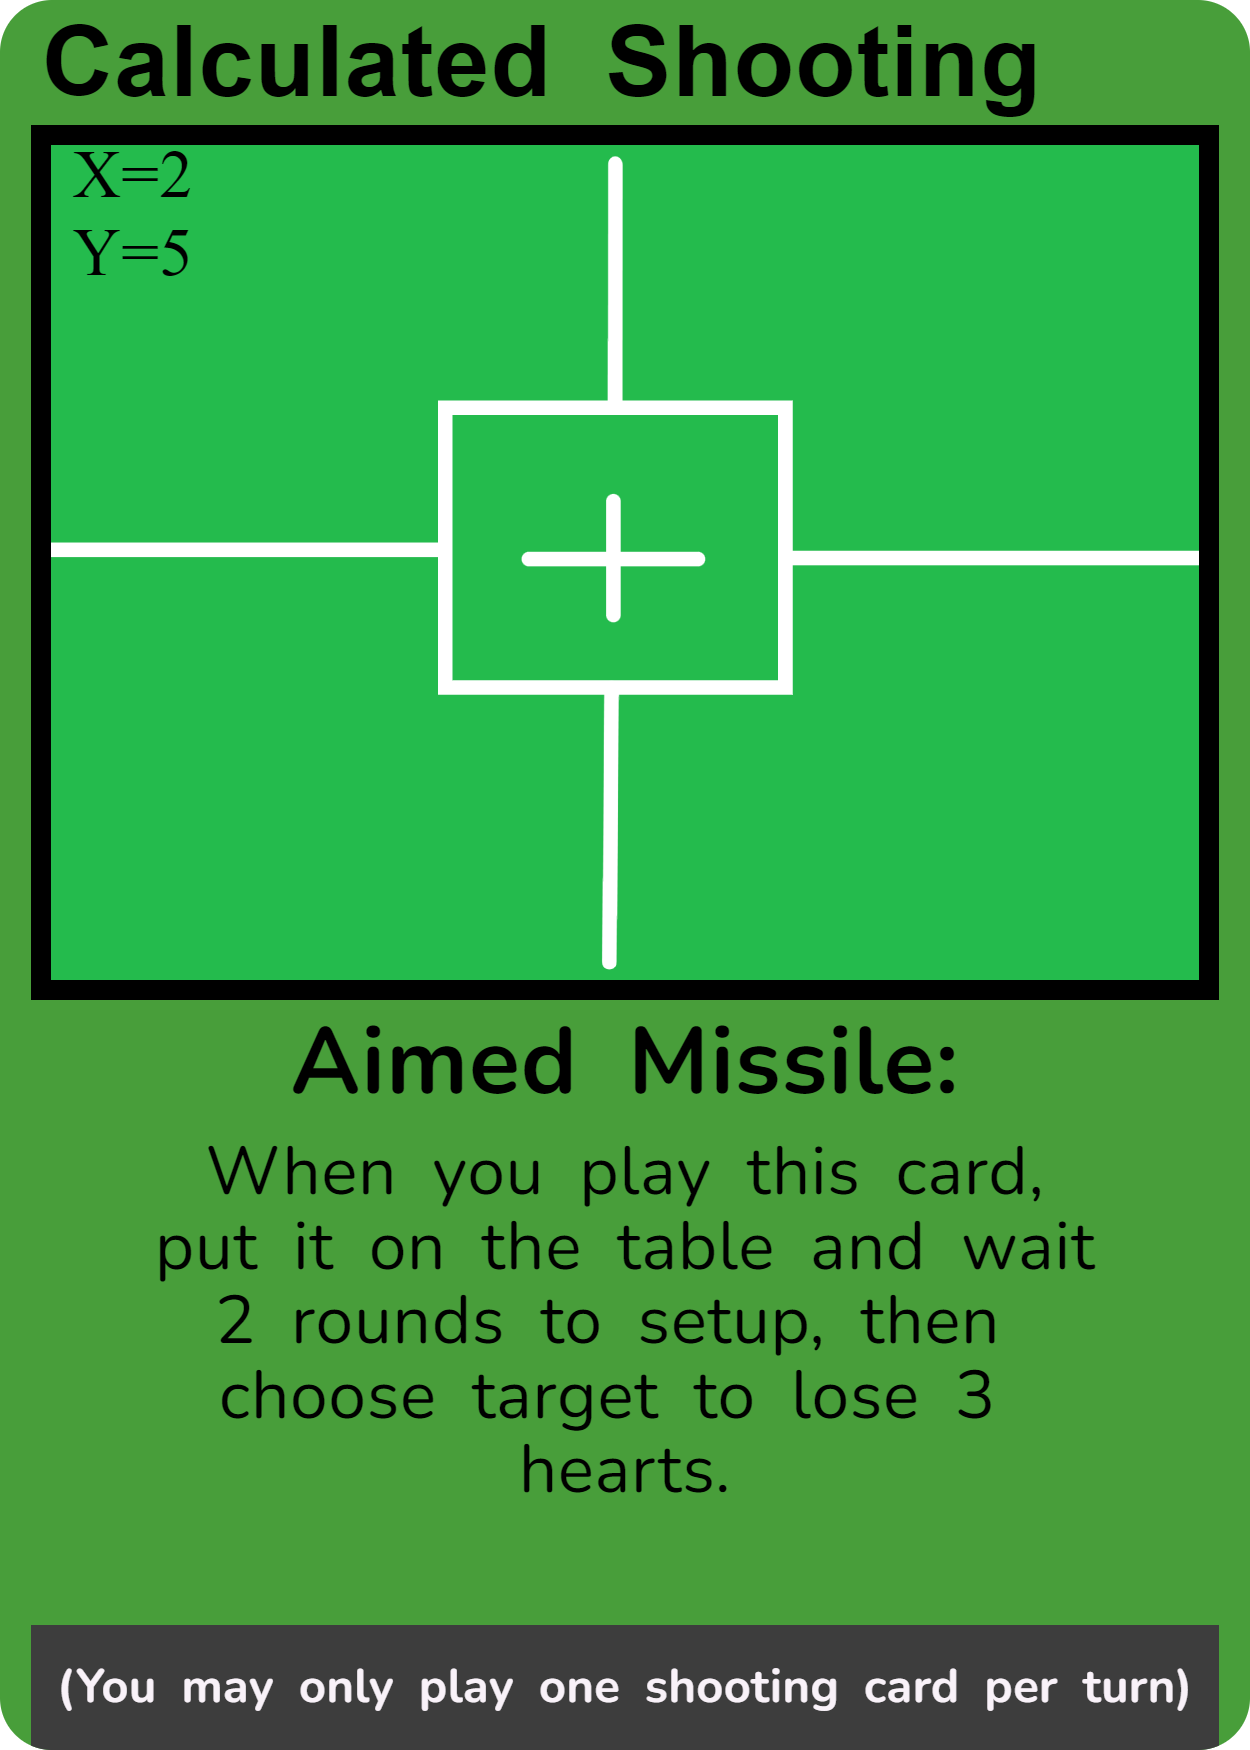 Calculated Shooting
X=2
Y=5
Aimed Missile:
When you play this card,
put it on the table and wait
2 rounds to setup, then
choose target to lose 3
hearts.
(You may only play one shooting card per turn)